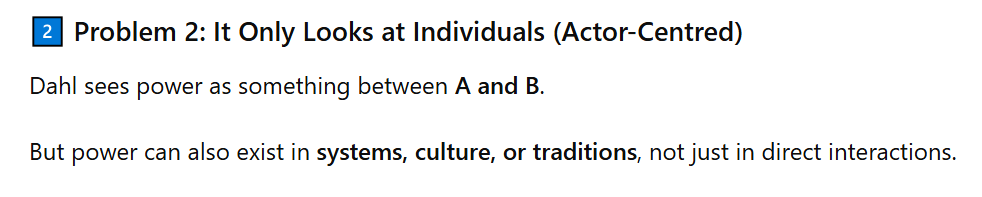 2 Problem 2: It Only Looks at Individuals (Actor-Centred)
Dahl sees power as something between A and B.
But power can also exist in systems, culture, or traditions, not just in direct interactions.